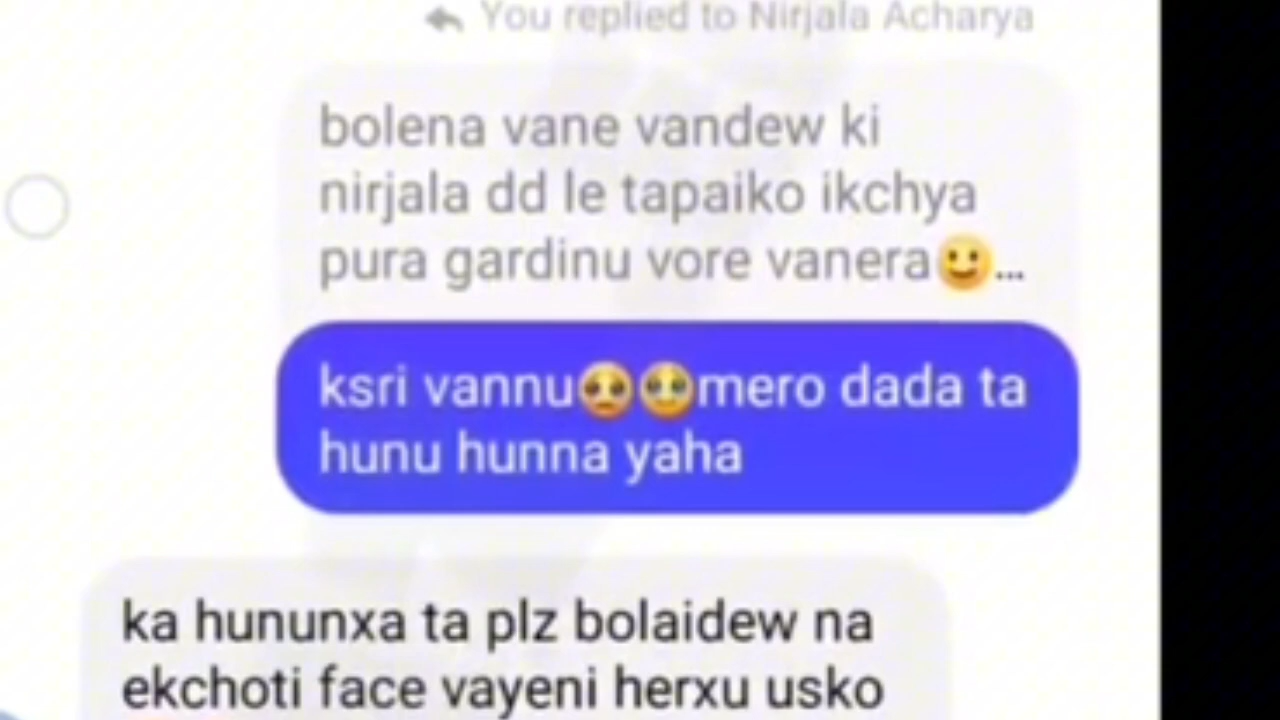 You replied to Nirjala Acharya
bolena vane vandew ki
nirjala dd le tapaiko ikchya
pura gardinu vore vanera🙂...
ksri vannu🥺🥺mero dada ta
hunu hunna yaha
ka hununxa ta plz bolaidew na
ekchoti face vayeni herxu usko